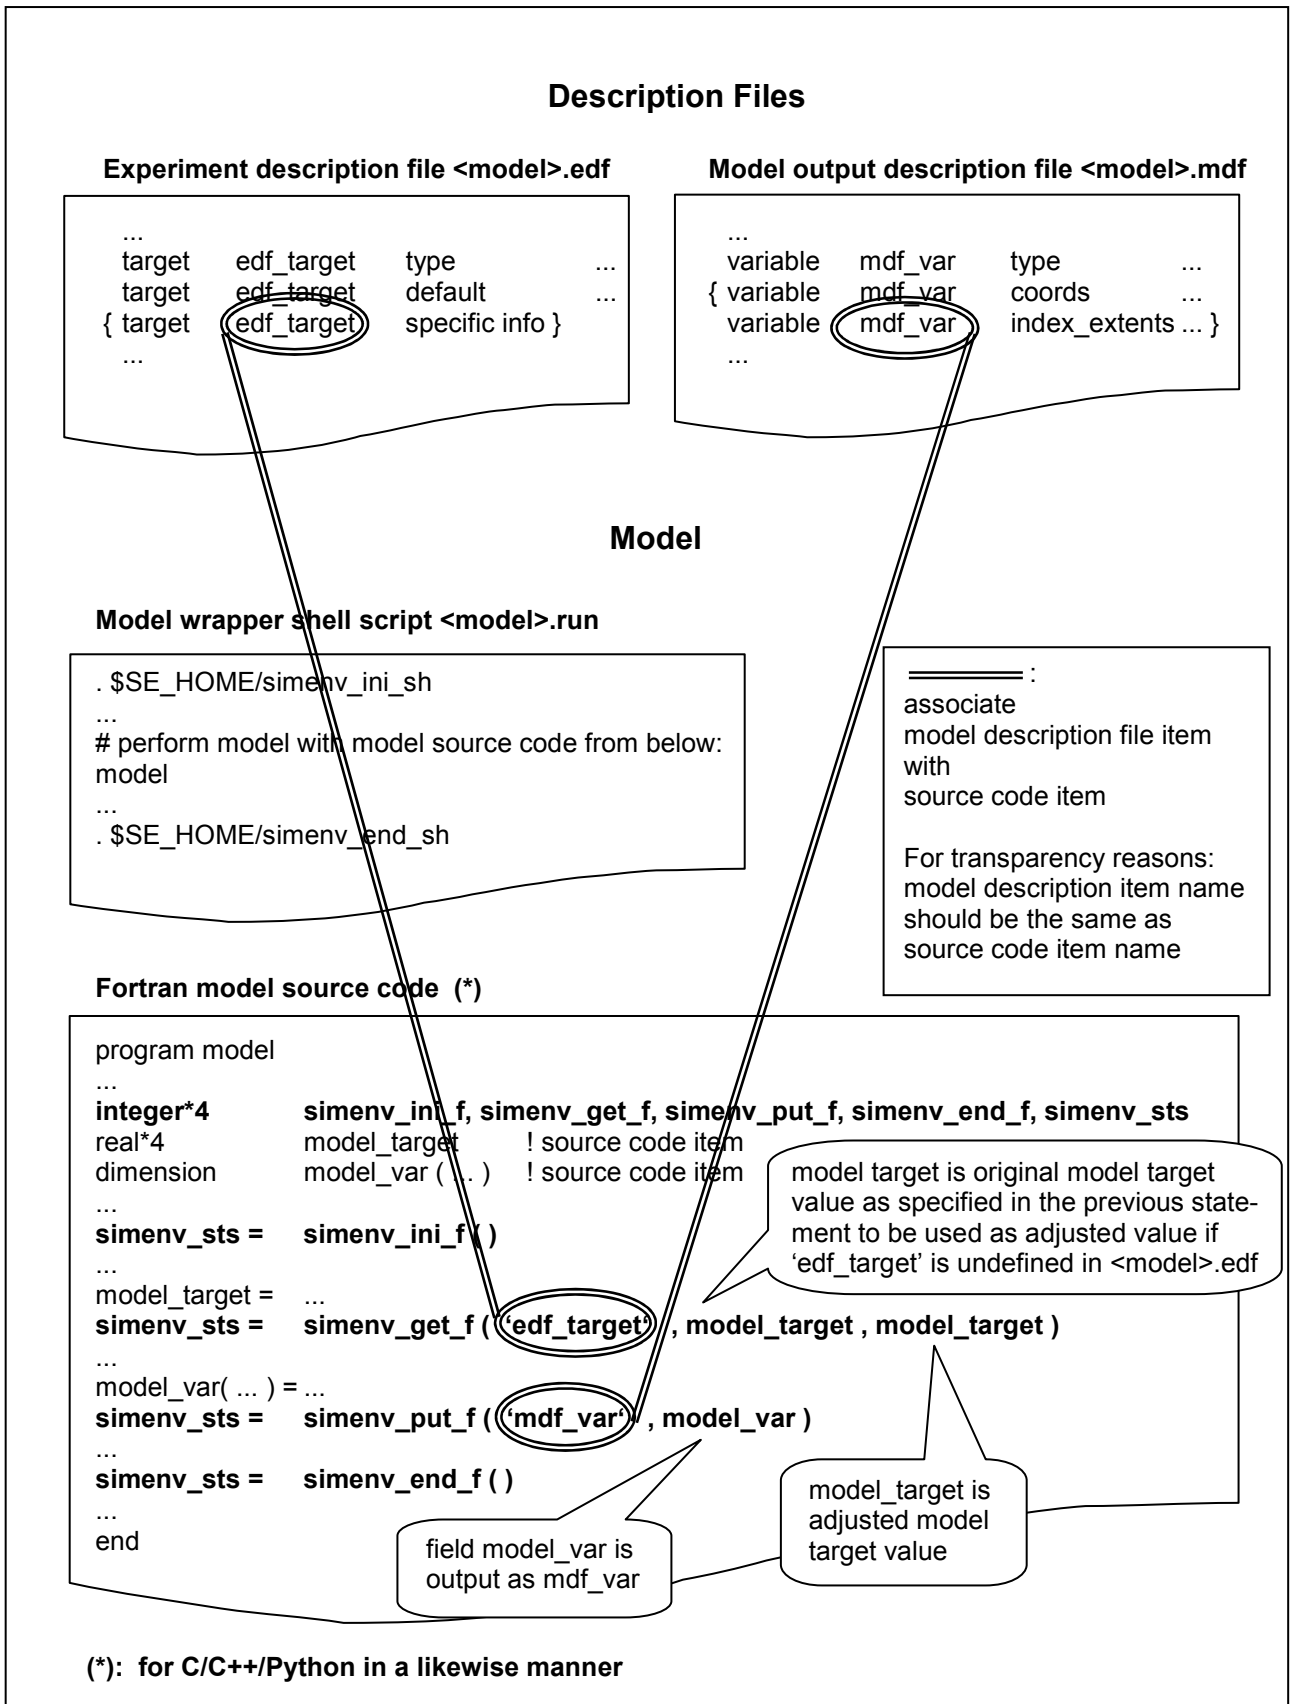 Description Files
Experiment description file <model>.edf
...
target edf_target type ...
target edf_target default ...
{ target edf_target specific info }
...
Model output description file <model>.mdf
...
variable mdf_var type ...
{ variable mdf_var coords ...
variable mdf_var index_extents ... }
...
Model
Model wrapper shell script <model>.run
. $SE_HOME/simenv_ini_sh
...
# perform model with model source code from below:
model
...
. $SE_HOME/simenv_end_sh
:
associate
model description file item
with
source code item
For transparency reasons:
model description item name
should be the same as
source code item name
Fortran model source code (*)
program model
...
integer*4 simenv_ini_f, simenv_get_f, simenv_put_f, simenv_end_f, simenv_sts
real*4 model_target ! source code item
dimension model_var ( ... ) ! source code item
...
simenv_sts = simenv_ini_f ( )
...
model_target = ...
simenv_sts = simenv_get_f ( ‘edf_target‘ , model_target , model_target )
...
model_var( ... ) = ...
simenv_sts = simenv_put_f ( ‘mdf_var‘ , model_var )
...
simenv_sts = simenv_end_f ( )
...
end
model target is original model target
value as specified in the previous state-
ment to be used as adjusted value if
‘edf_target’ is undefined in <model>.edf
model_target is
adjusted model
target value
field model_var is
output as mdf_var
(*): for C/C++/Python in a likewise manner